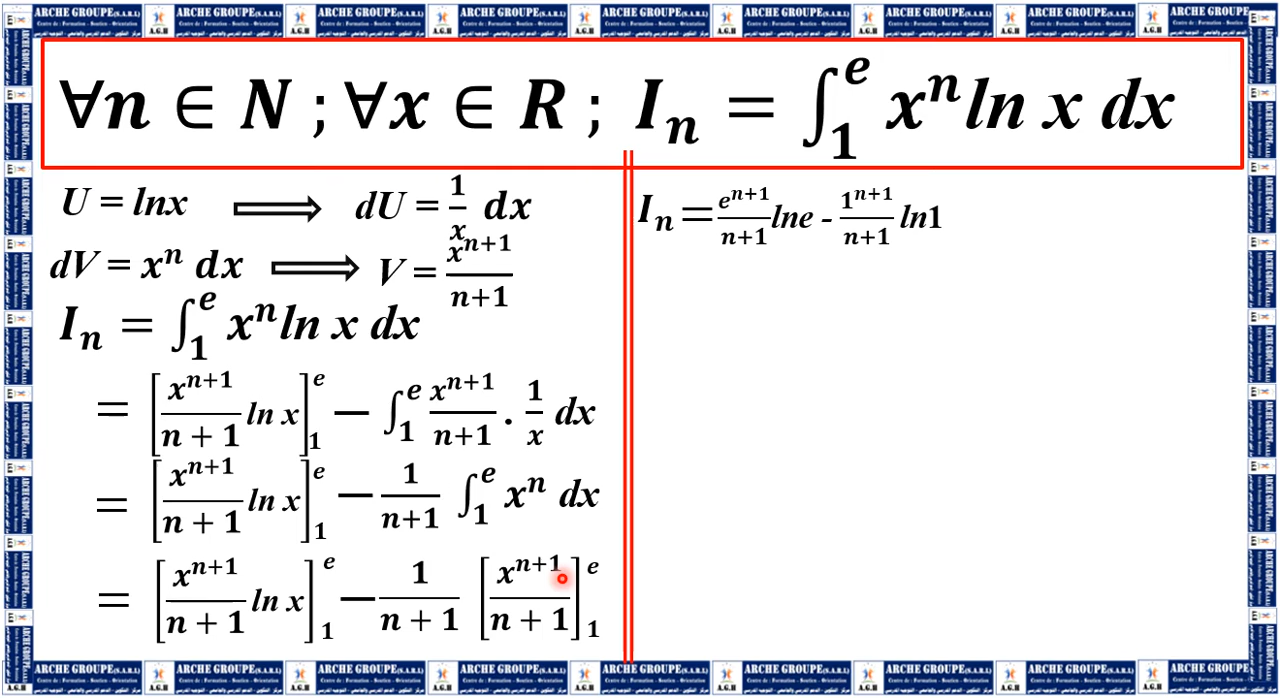 ARCHE GROUPE(S.A.R.L)
Centre de : Formation - Soutien - Orientation
A.G.H
∀n ∈ N ; ∀x ∈ R ; Iₙ = ∫₁ᵉ xⁿ ln x dx
U = lnx ⟹ dU = 1/x dx
dV = xⁿ dx ⟹ V = xⁿ⁺¹/n+1
Iₙ = ∫₁ᵉ xⁿ ln x dx
= [xⁿ⁺¹/n + 1 ln x]₁ᵉ − ∫₁ᵉ xⁿ⁺¹/n+1 . 1/x dx
= [xⁿ⁺¹/n + 1 ln x]₁ᵉ − 1/n+1 ∫₁ᵉ xⁿ dx
= [xⁿ⁺¹/n + 1 ln x]₁ᵉ − 1/n + 1 [xⁿ⁺¹/n + 1]₁ᵉ
Iₙ = eⁿ⁺¹/n+1 lne - 1ⁿ⁺¹/n+1 ln1